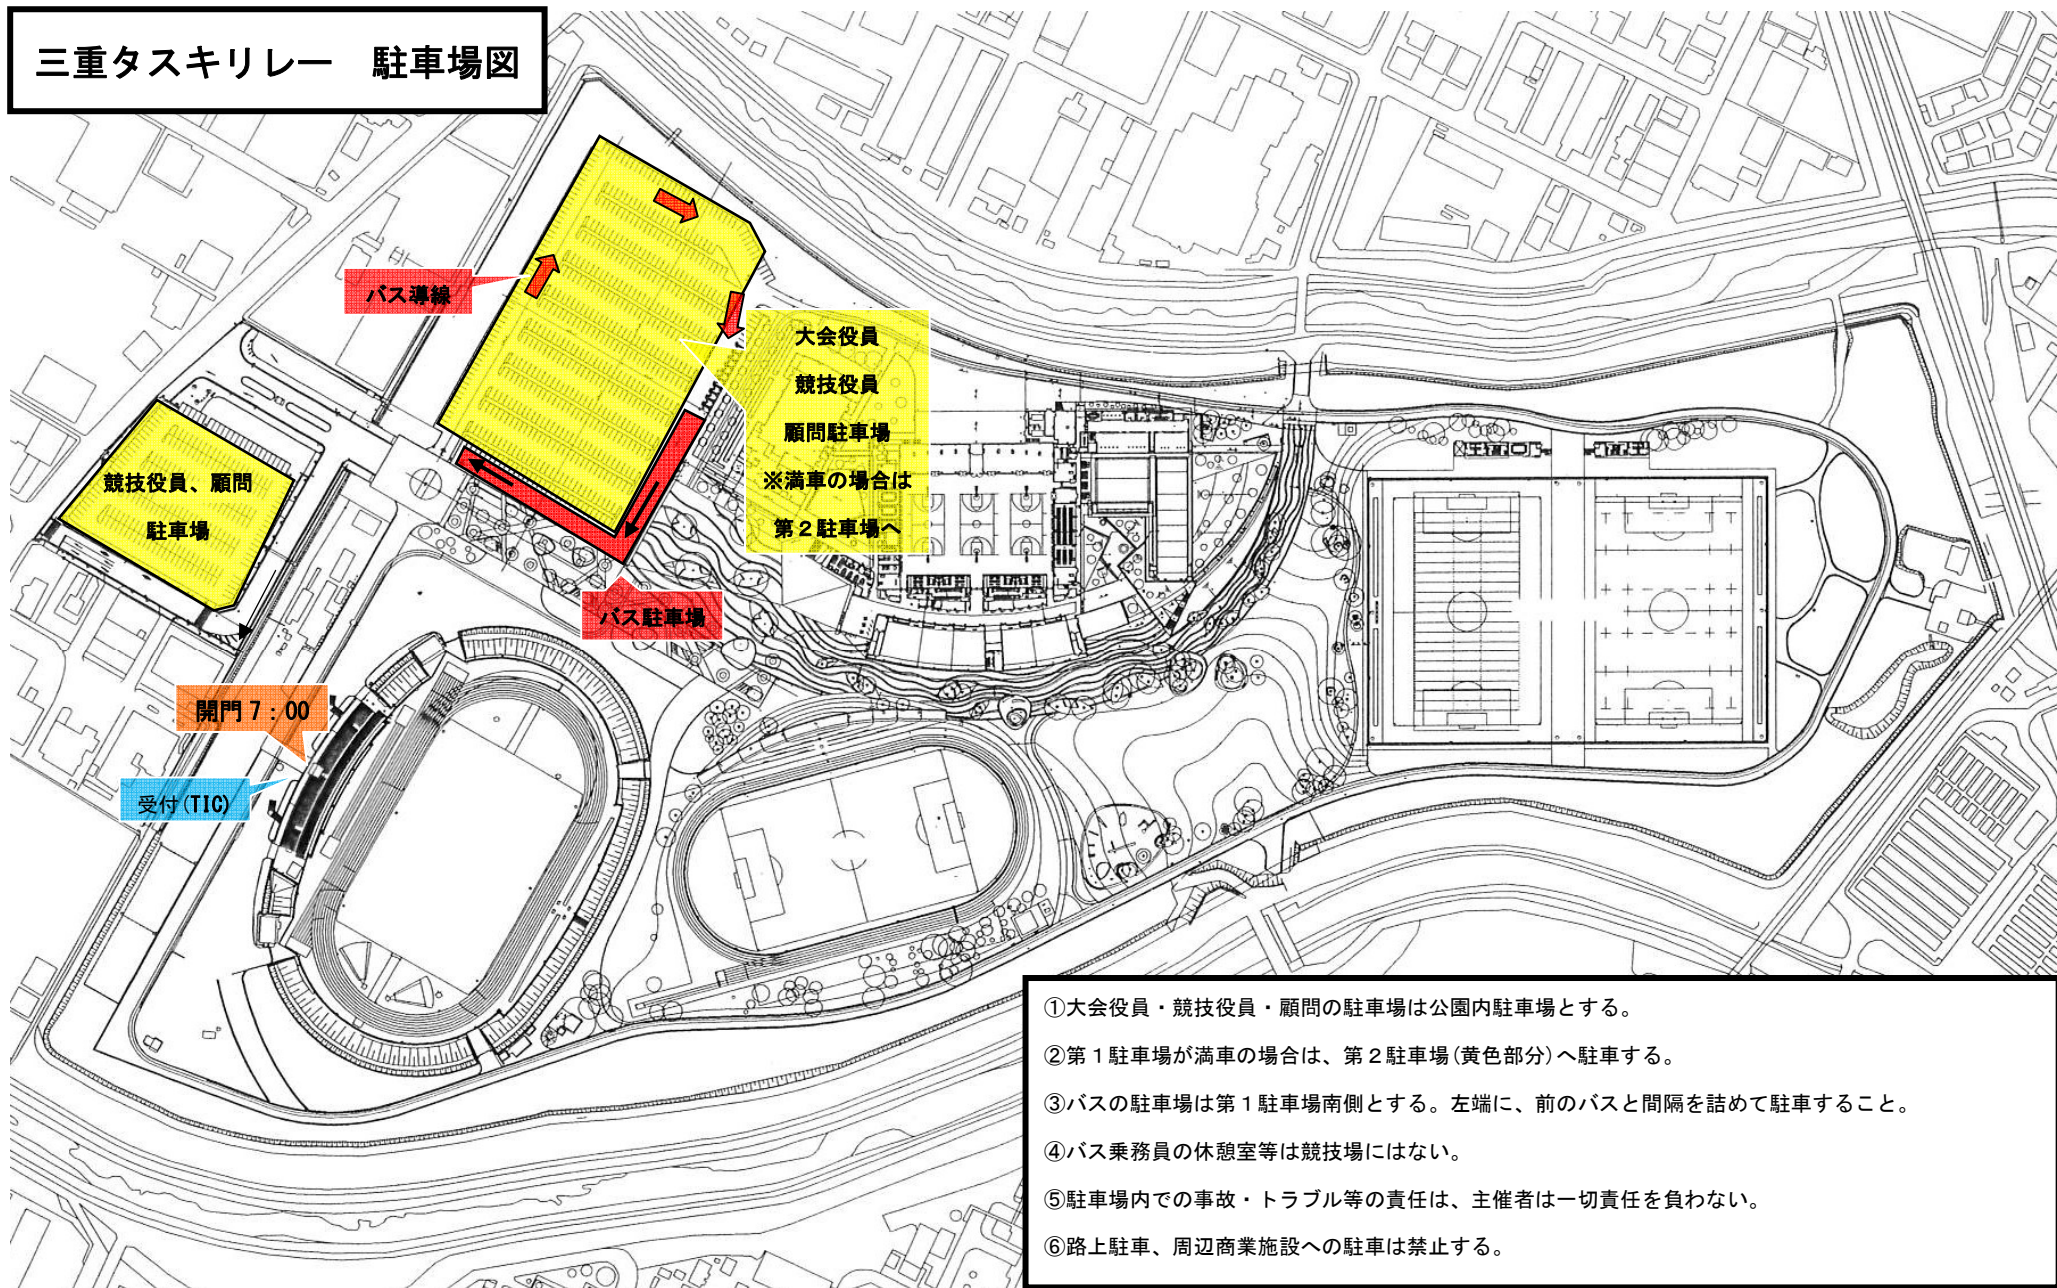 三重タスキリレー　駐車場図
バス導線
大会役員
競技役員
顧問駐車場
※満車の場合は
第２駐車場へ
競技役員、顧問
駐車場
バス駐車場
開門 7：00
受付(TIC)
①大会役員・競技役員・顧問の駐車場は公園内駐車場とする。
②第１駐車場が満車の場合は、第２駐車場(黄色部分)へ駐車する。
③バスの駐車場は第１駐車場南側とする。左端に、前のバスと間隔を詰めて駐車すること。
④バス乗務員の休憩室等は競技場にはない。
⑤駐車場内での事故・トラブル等の責任は、主催者は一切責任を負わない。
⑥路上駐車、周辺商業施設への駐車は禁止する。